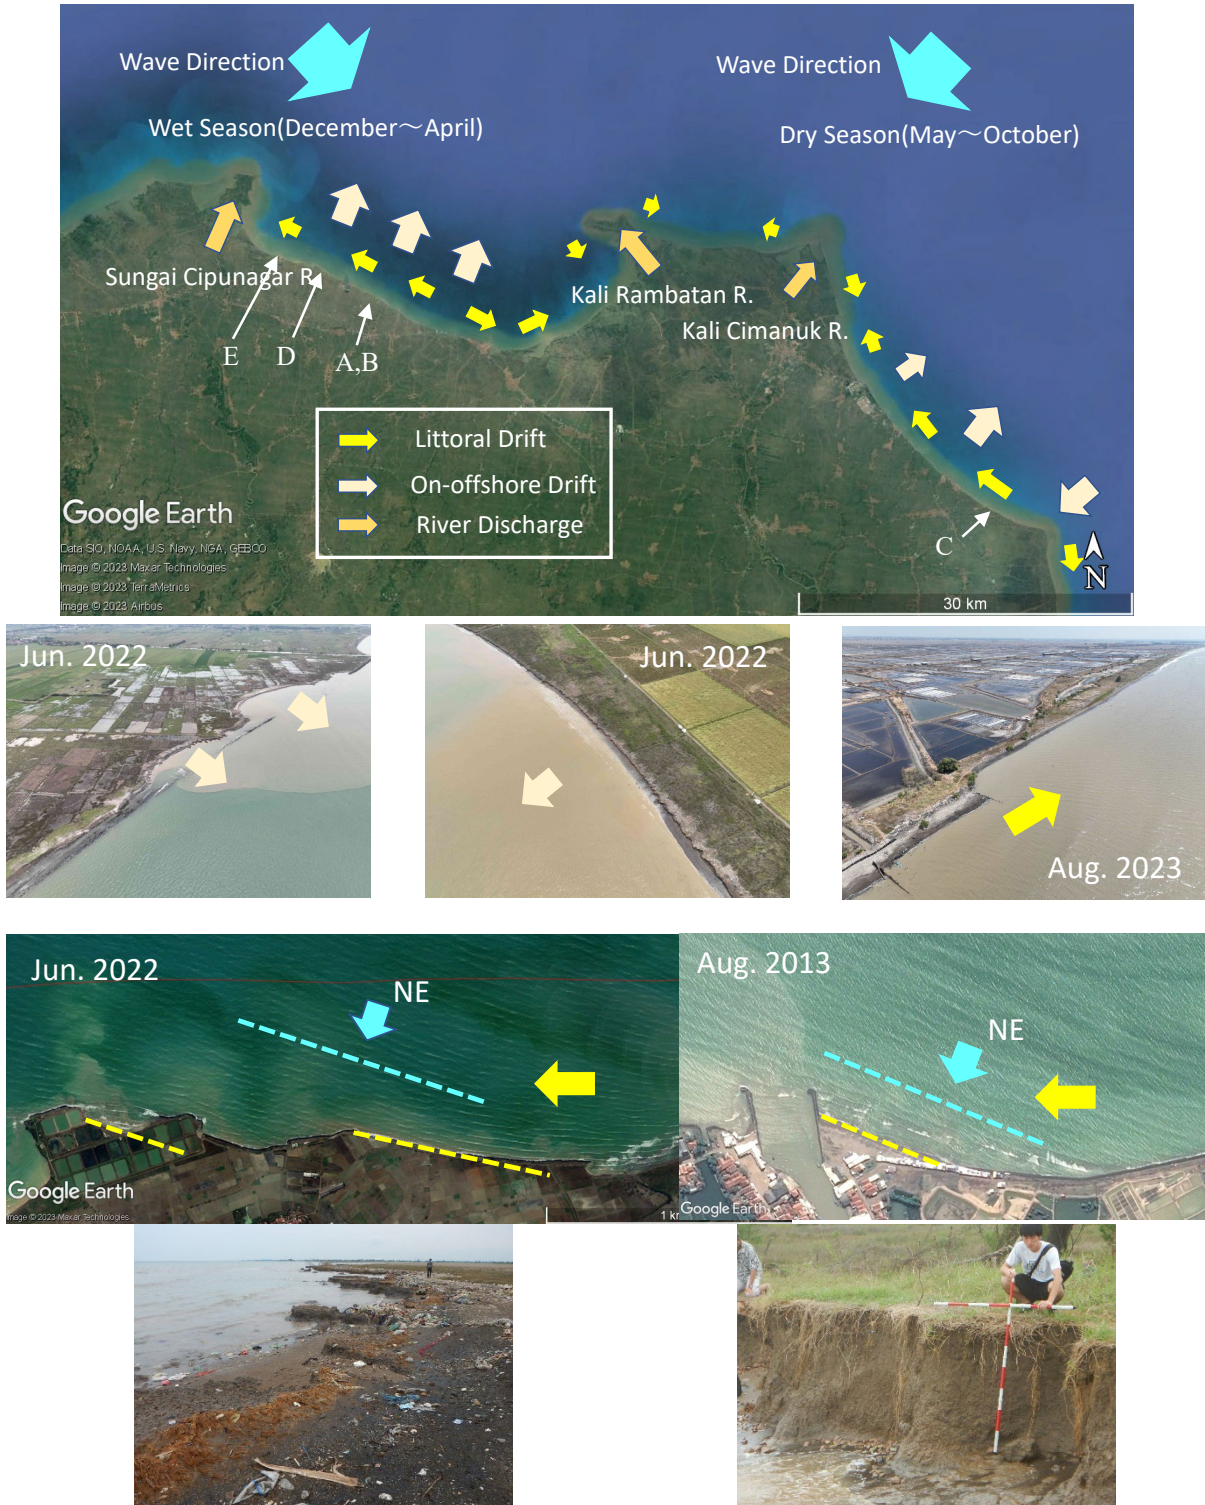 Wave Direction
Wet Season(December～April)
Wave Direction
Dry Season(May～October)
Sungai Cipunagar R.
Kali Rambatan R.
Kali Cimanuk R.
E
D
A,B
C
Littoral Drift
On-offshore Drift
River Discharge
Google Earth
Data SIO, NOAA, U.S. Navy, NGA, GEBCO
Image © 2023 Maxar Technologies
Image © 2023 TerraMetrics
Image © 2023 Airbus
N
30 km
Jun. 2022
Jun. 2022
Aug. 2023
Jun. 2022
NE
Google Earth
Image © 2023 Maxar Technologies
Aug. 2013
NE
Google Earth